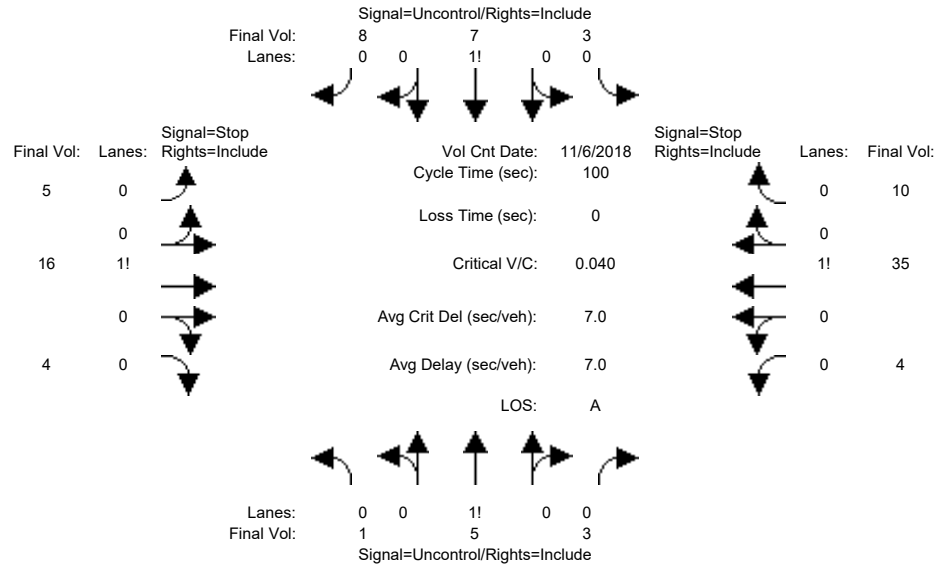 Signal=Uncontrol/Rights=Include
Final Vol: 8 7 3
Lanes: 0 0 1! 0 0
Signal=Stop
Final Vol: Lanes: Rights=Include
Vol Cnt Date: 11/6/2018
Signal=Stop
Rights=Include Lanes: Final Vol:
Cycle Time (sec): 100
5 0
0 10
Loss Time (sec): 0
0
0
16 1!
Critical V/C: 0.040
1! 35
0
Avg Crit Del (sec/veh): 7.0
0
4 0
Avg Delay (sec/veh): 7.0
0 4
LOS: A
Lanes: 0 0 1! 0 0
Final Vol: 1 5 3
Signal=Uncontrol/Rights=Include